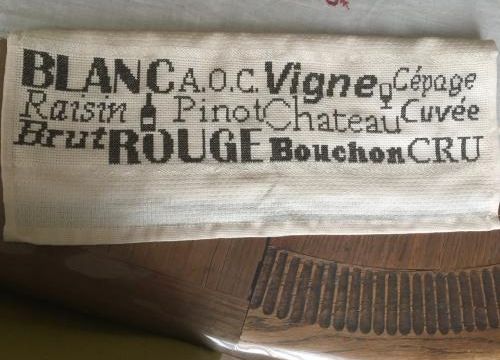 BLANC A.O.C. Vigne Cépage
Raisin Pinot Chateau Cuvée
Brut ROUGE Bouchon CRU